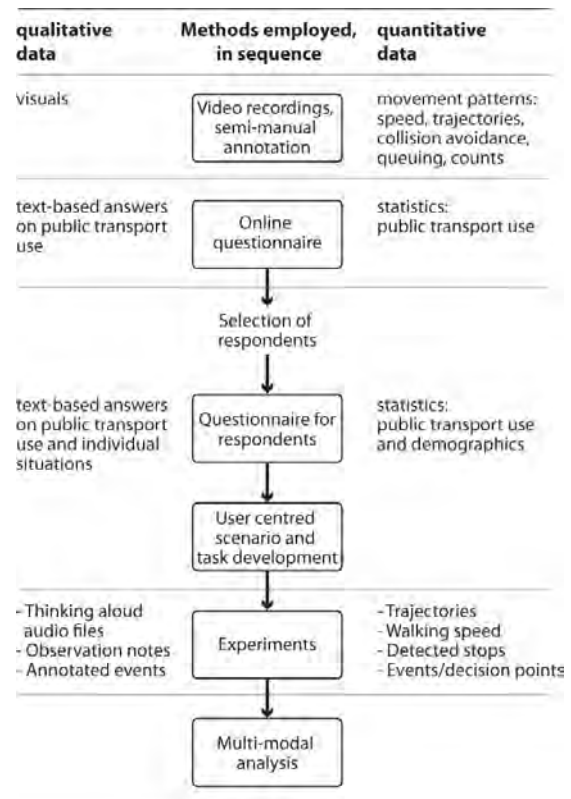 qualitative
data
Methods employed,
in sequence
quantitative
data
visuals
Video recordings,
semi-manual
annotation
movement patterns:
speed, trajectories,
collision avoidance,
queuing, counts
text-based answers
on public transport
use
Online
questionnaire
statistics:
public transport use
Selection of
respondents
text-based answers
on public transport
use and individual
situations
Questionnaire for
respondents
statistics:
public transport use
and demographics
User centred
scenario and
task development
- Thinking aloud
audio files
- Observation notes
- Annotated events
Experiments
- Trajectories
- Walking speed
- Detected stops
- Events/decision points
Multi-modal
analysis